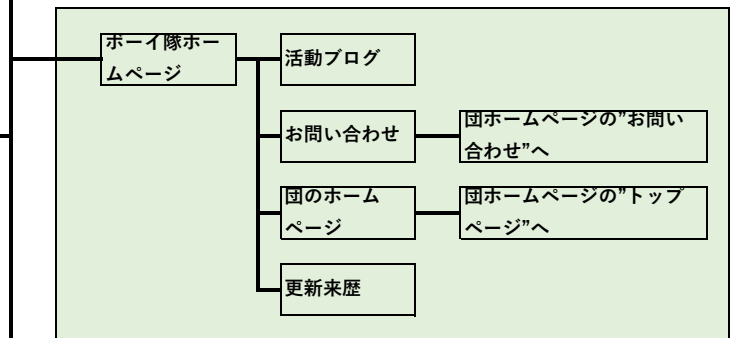 ボーイ隊ホー
ムページ
活動ブログ
お問い合わせ
団ホームページの”お問い
合わせ”へ
団のホーム
ページ
団ホームページの”トップ
ページ”へ
更新来歴